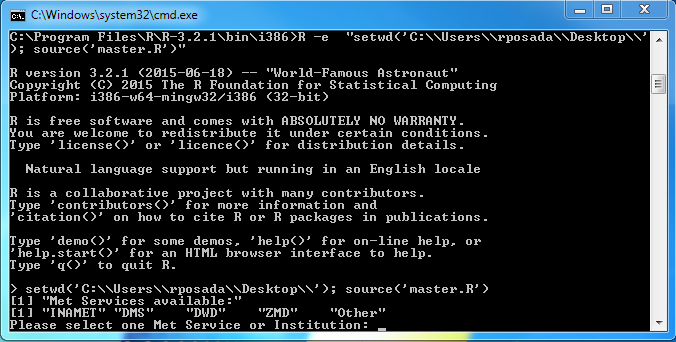 C:\Windows\system32\cmd.exe
C:\Program Files\R\R-3.2.1\bin\i386>R -e  "setwd('C:\\Users\\rposada\\Desktop\\'
); source('master.R')"
R version 3.2.1 (2015-06-18) -- "World-Famous Astronaut"
Copyright (C) 2015 The R Foundation for Statistical Computing
Platform: i386-w64-mingw32/i386 (32-bit)
R is free software and comes with ABSOLUTELY NO WARRANTY.
You are welcome to redistribute it under certain conditions.
Type 'license()' or 'licence()' for distribution details.
  Natural language support but running in an English locale
R is a collaborative project with many contributors.
Type 'contributors()' for more information and
'citation()' on how to cite R or R packages in publications.
Type 'demo()' for some demos, 'help()' for on-line help, or
'help.start()' for an HTML browser interface to help.
Type 'q()' to quit R.
> setwd('C:\\Users\\rposada\\Desktop\\'); source('master.R')
[1] "Met Services available:"
[1] "INAMET" "DMS"    "DWD"    "ZMD"    "Other"
Please select one Met Service or Institution: _